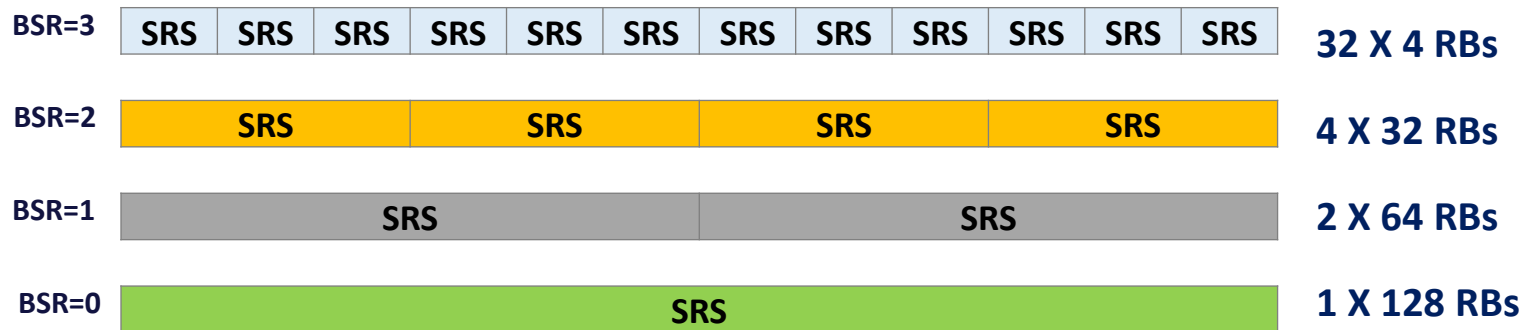 BSR=3 SRS SRS SRS SRS SRS SRS SRS SRS SRS SRS SRS SRS 32 X 4 RBs
BSR=2 SRS SRS SRS SRS 4 X 32 RBs
BSR=1 SRS SRS 2 X 64 RBs
BSR=0 SRS 1 X 128 RBs